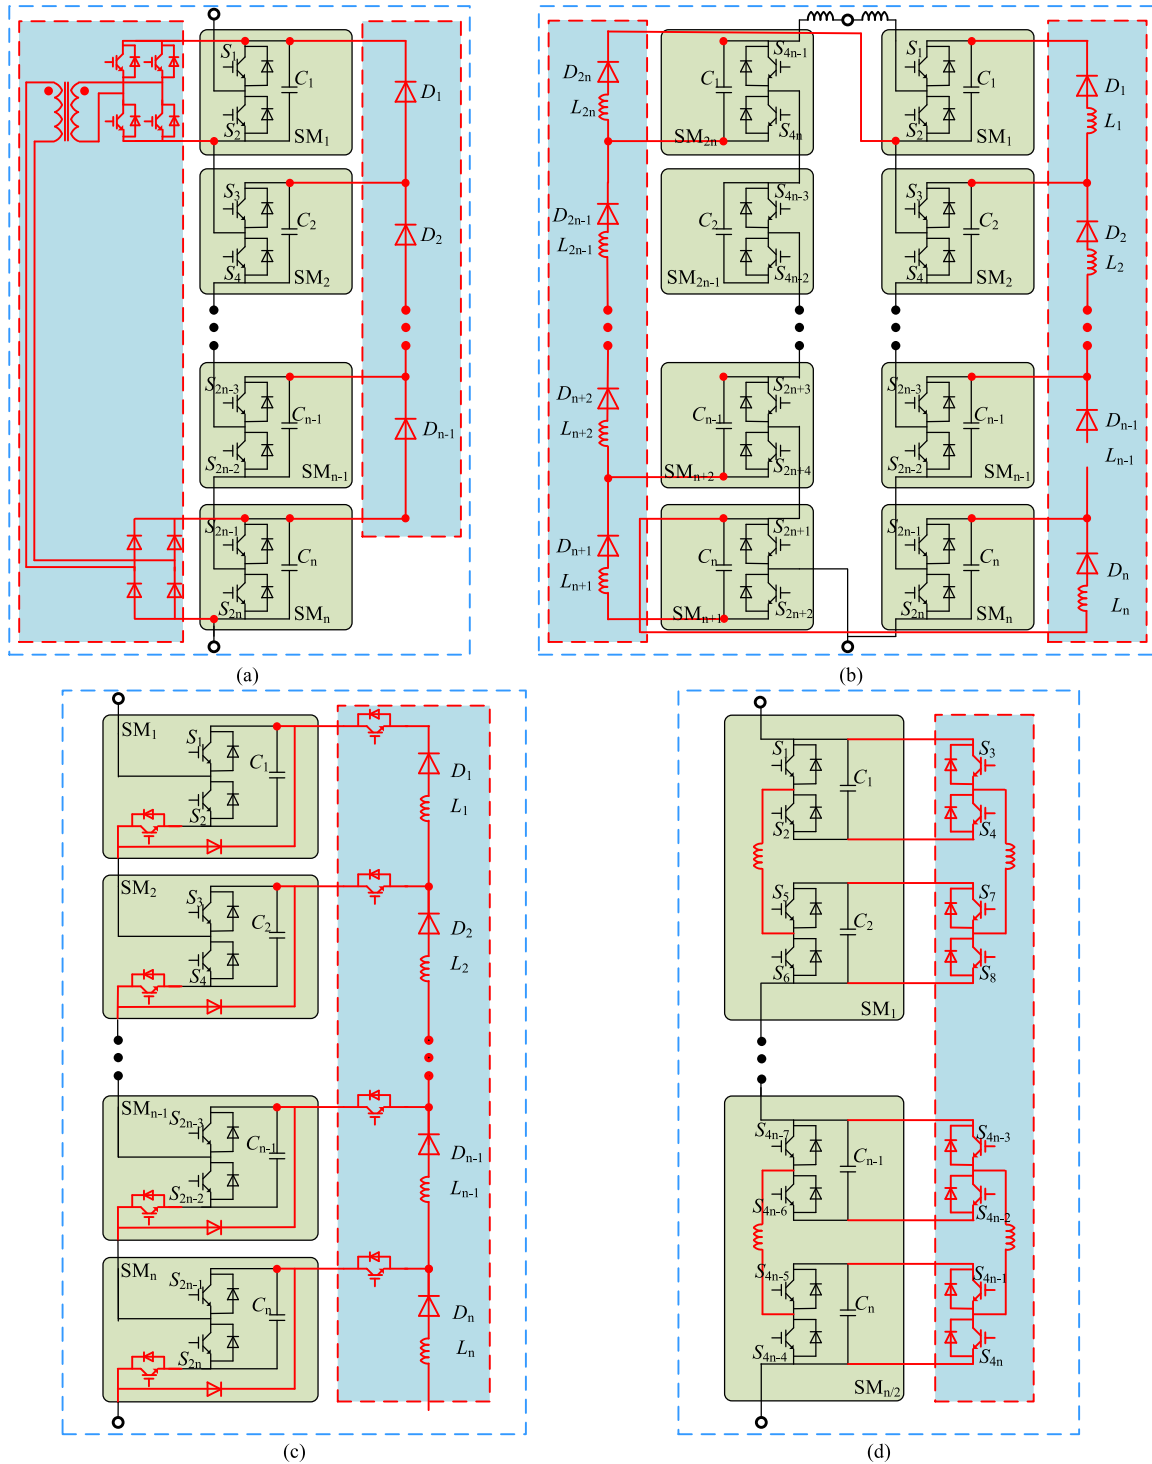 S1
C1
S2
SM1
D1
S3
C2
S4
SM2
D2
S2n-3
Cn-1
S2n-2
SMn-1
Dn-1
S2n-1
Cn
S2n
SMn
(a)
D2n
L2n
C1
S4n-1
S4n
SM2n
S1
C1
S2
SM1
D1
L1
D2n-1
L2n-1
C2
S4n-3
S4n-2
SM2n-1
S3
C2
S4
SM2
D2
L2
Dn+2
Ln+2
Cn-1
S2n+3
S2n+4
SMn+2
S2n-3
Cn-1
S2n-2
SMn-1
Dn-1
Ln-1
Dn+1
Ln+1
Cn
S2n+1
S2n+2
SMn+1
S2n-1
Cn
S2n
SMn
Dn
Ln
(b)
SM1
S1
C1
S2
D1
L1
SM2
S3
C2
S4
D2
L2
SMn-1
S2n-3
Cn-1
S2n-2
Dn-1
Ln-1
SMn
S2n-1
Cn
S2n
Dn
Ln
(c)
S1
C1
S2
S3
S4
S5
C2
S6
S7
S8
SM1
S4n-7
Cn-1
S4n-6
S4n-3
S4n-2
S4n-5
Cn
S4n-4
S4n-1
S4n
SMn/2
(d)